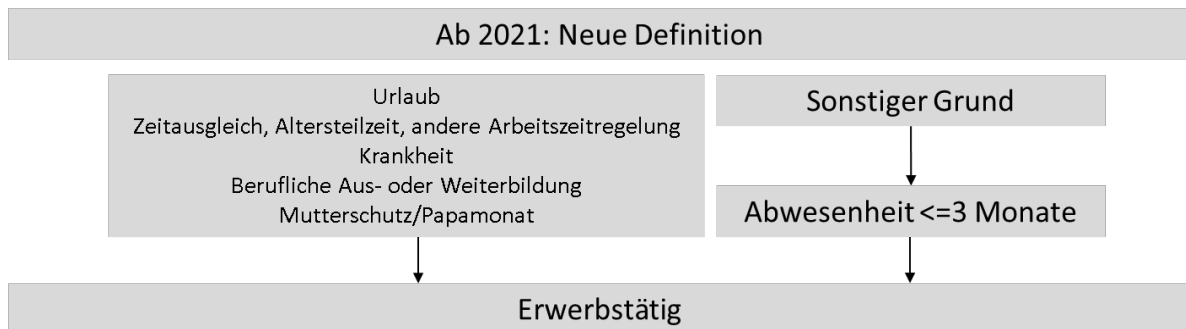 Ab 2021: Neue Definition
Urlaub
Zeitausgleich, Altersteilzeit, andere Arbeitszeitregelung
Krankheit
Berufliche Aus- oder Weiterbildung
Mutterschutz/Papamonat
Sonstiger Grund
Abwesenheit <=3 Monate
Erwerbstätig